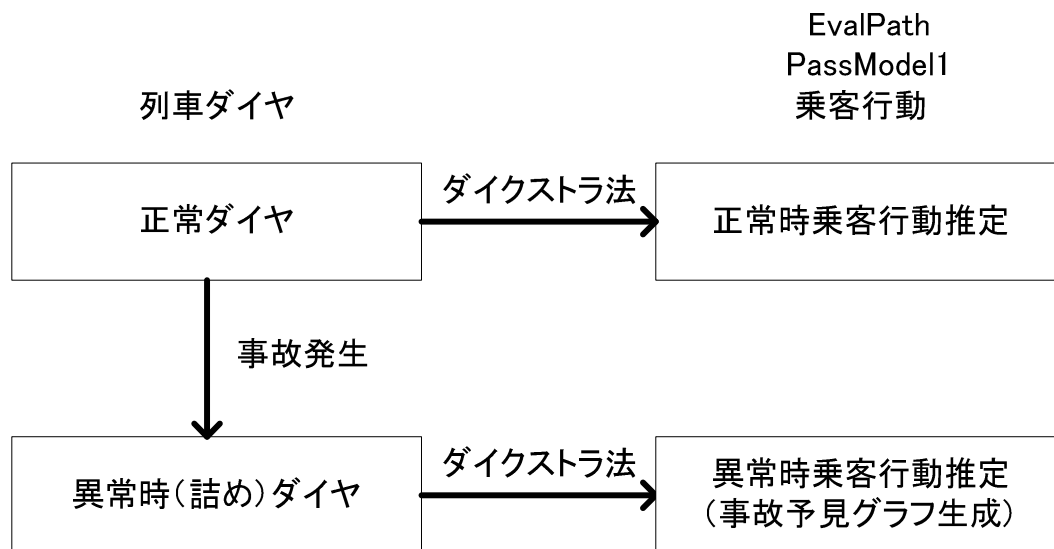 EvalPath
PassModel1
列車ダイヤ
乗客行動
ダイクストラ法
正常ダイヤ
正常時乗客行動推定
事故発生
ダイクストラ法
異常時（詰め）ダイヤ
異常時乗客行動推定
（事故予見グラフ生成）